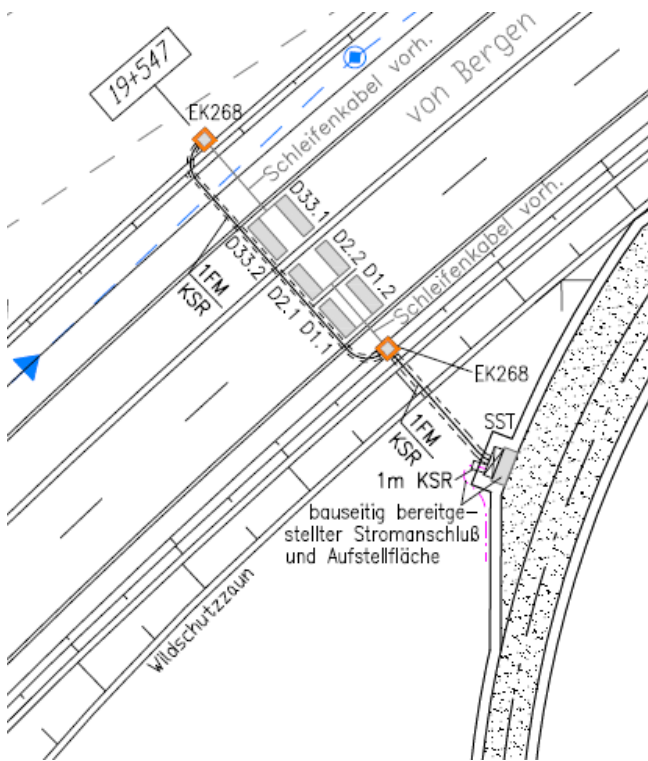 19+547
EK268
Schleifenkabel vorh.
von Bergen
D33.1
D33.2
D2.2
D1.2
D2.1
D1.1
Schleifenkabel vorh.
1FM
KSR
EK268
1FM
KSR
SST
1m KSR
bauseitig bereitge-
stellter Stromanschluß
und Aufstellfläche
Wildschutzzaun